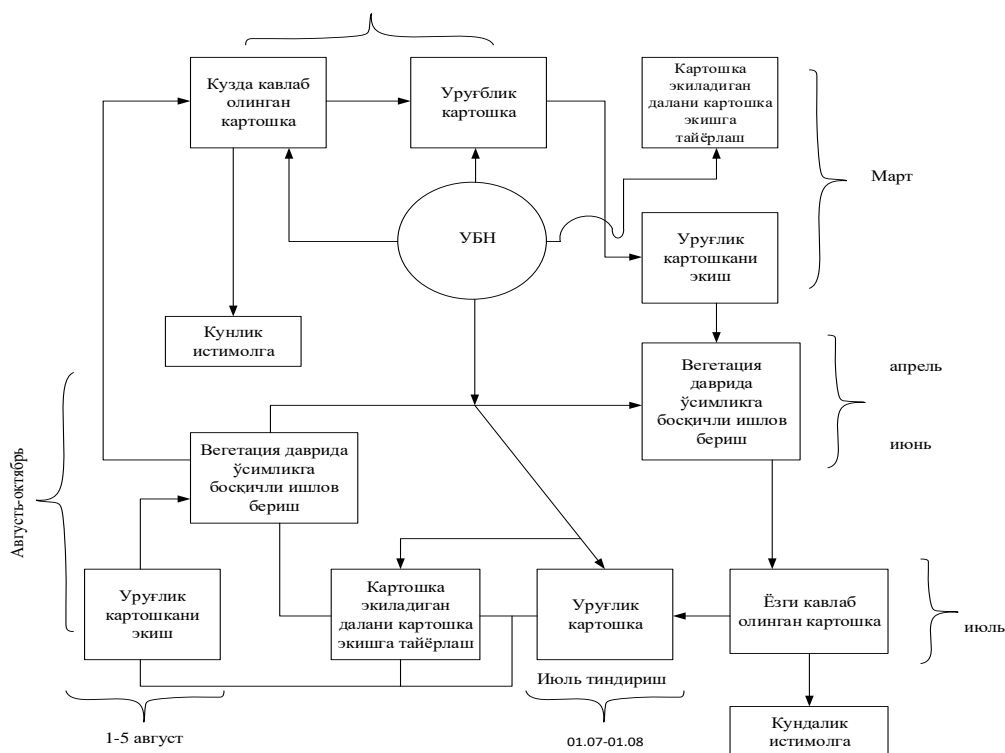 Кузда кавлаб
олинган
картошка
Уруғблик
картошка
Картошка
экиладиган
далани картошка
экишга
тайёрлаш
Март
УБН
Уруғлик
картошкани
экиш
Кунлик
истимолга
Вегетация
даврида
ўсимликга
босқичли ишлов
бериш
апрель
июнь
Августь-октябрь
Вегетация даврида
ўсимликга
босқичли ишлов
бериш
Уруғлик
картошкани
экиш
Картошка
экиладиган
далани картошка
экишга тайёрлаш
Уруғлик
картошка
Ёзги кавлаб
олинган картошка
июль
Июль тиндириш
1-5 август
01.07-01.08
Кундалик
истимолга